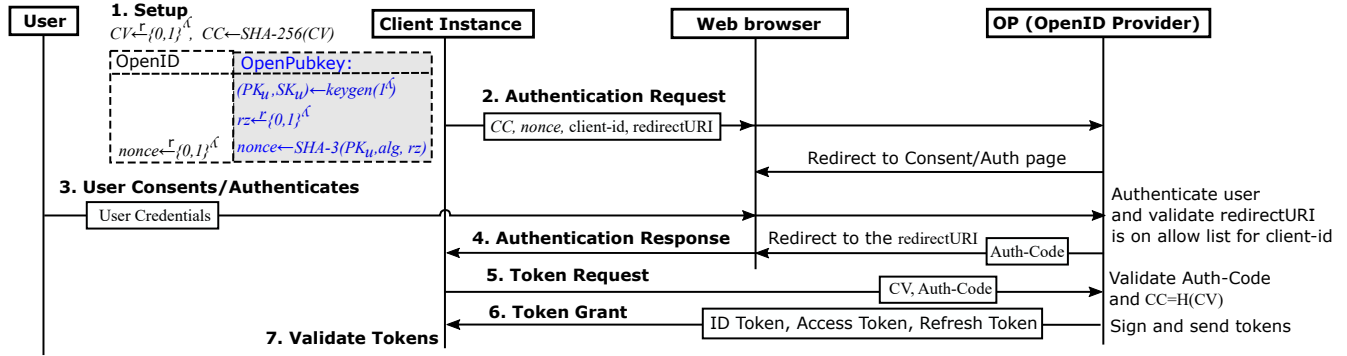 User
1. Setup
Client Instance
Web browser
OP (OpenID Provider)
CV←r{0,1}^λ, CC←SHA-256(CV)
OpenID
OpenPubkey:
(PKu,SKu)←keygen(1^λ)
rz←r{0,1}^λ
nonce←r{0,1}^λ
nonce←SHA-3(PKu,alg, rz)
2. Authentication Request
CC, nonce, client-id, redirectURI
Redirect to Consent/Auth page
3. User Consents/Authenticates
User Credentials
Authenticate user
and validate redirectURI
is on allow list for client-id
4. Authentication Response
Redirect to the redirectURI
Auth-Code
5. Token Request
CV, Auth-Code
Validate Auth-Code
and CC=H(CV)
6. Token Grant
ID Token, Access Token, Refresh Token
Sign and send tokens
7. Validate Tokens